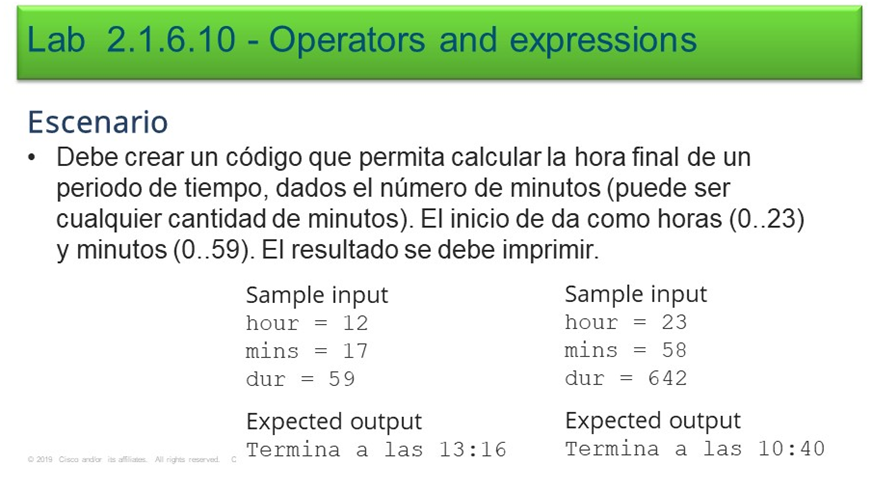 Lab 2.1.6.10 - Operators and expressions
Escenario
• Debe crear un código que permita calcular la hora final de un
periodo de tiempo, dados el número de minutos (puede ser
cualquier cantidad de minutos). El inicio de da como horas (0..23)
y minutos (0..59). El resultado se debe imprimir.
Sample input
hour = 12
mins = 17
dur = 59
Expected output
Termina a las 13:16
Sample input
hour = 23
mins = 58
dur = 642
Expected output
Termina a las 10:40
© 2019 Cisco and/or its affiliates. All rights reserved. C